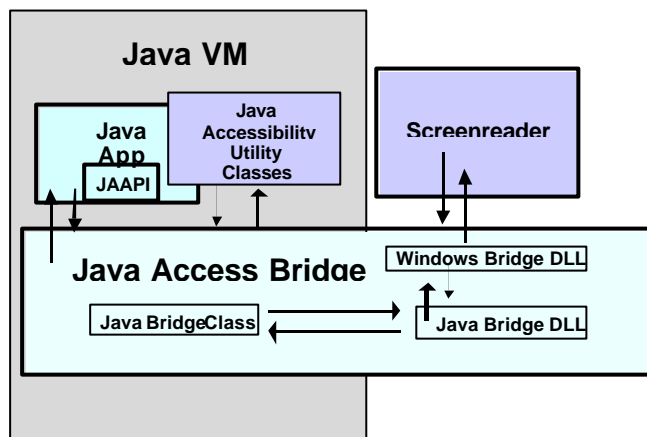 Java VM
Java
App
JAAPI
Java
Accessibility
Utility
Classes
Screenreader
Java Access Bridge
Windows Bridge DLL
Java BridgeClass
Java Bridge DLL